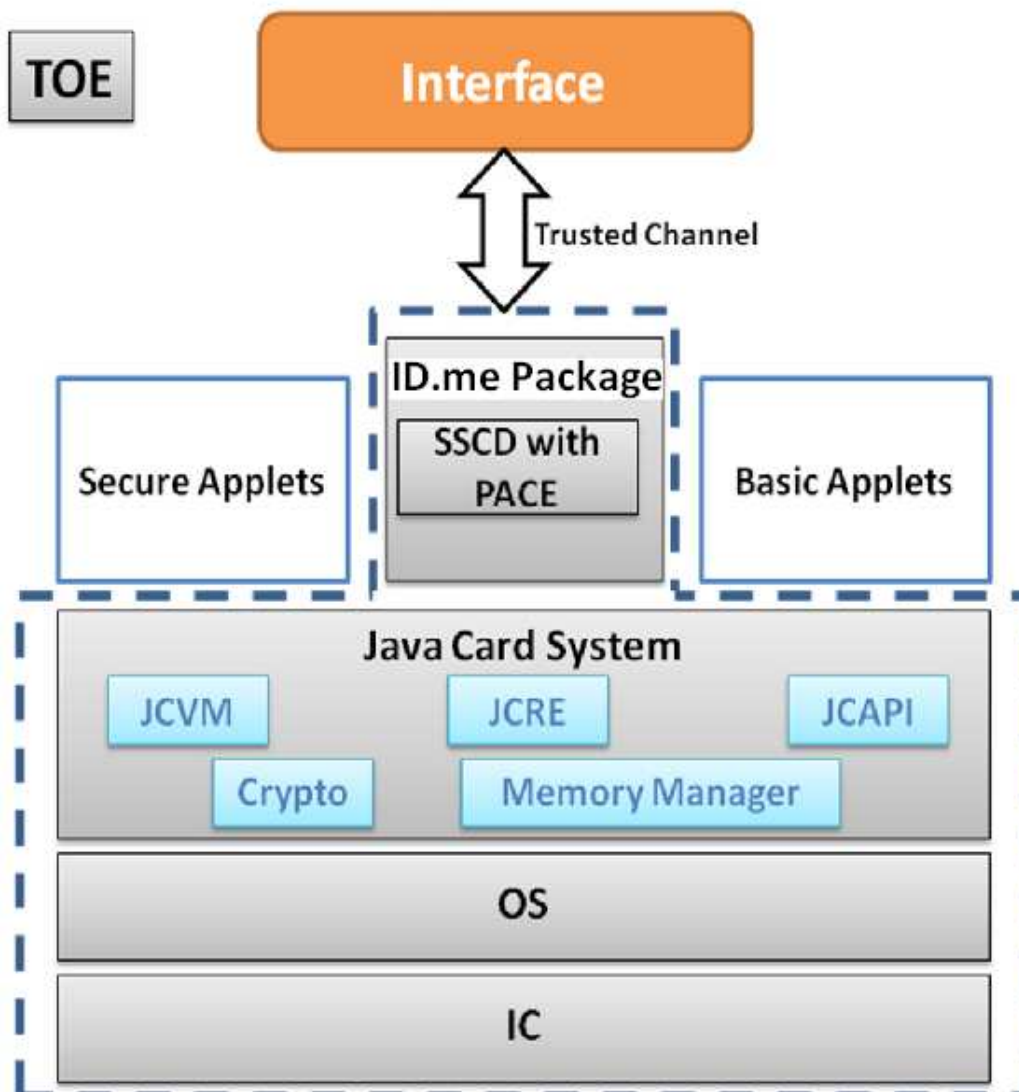 TOE
Interface
Trusted Channel
ID.me Package
SSCD with
PACE
Secure Applets
Basic Applets
Java Card System
JCVM
JCRE
JCAPI
Crypto
Memory Manager
OS
IC